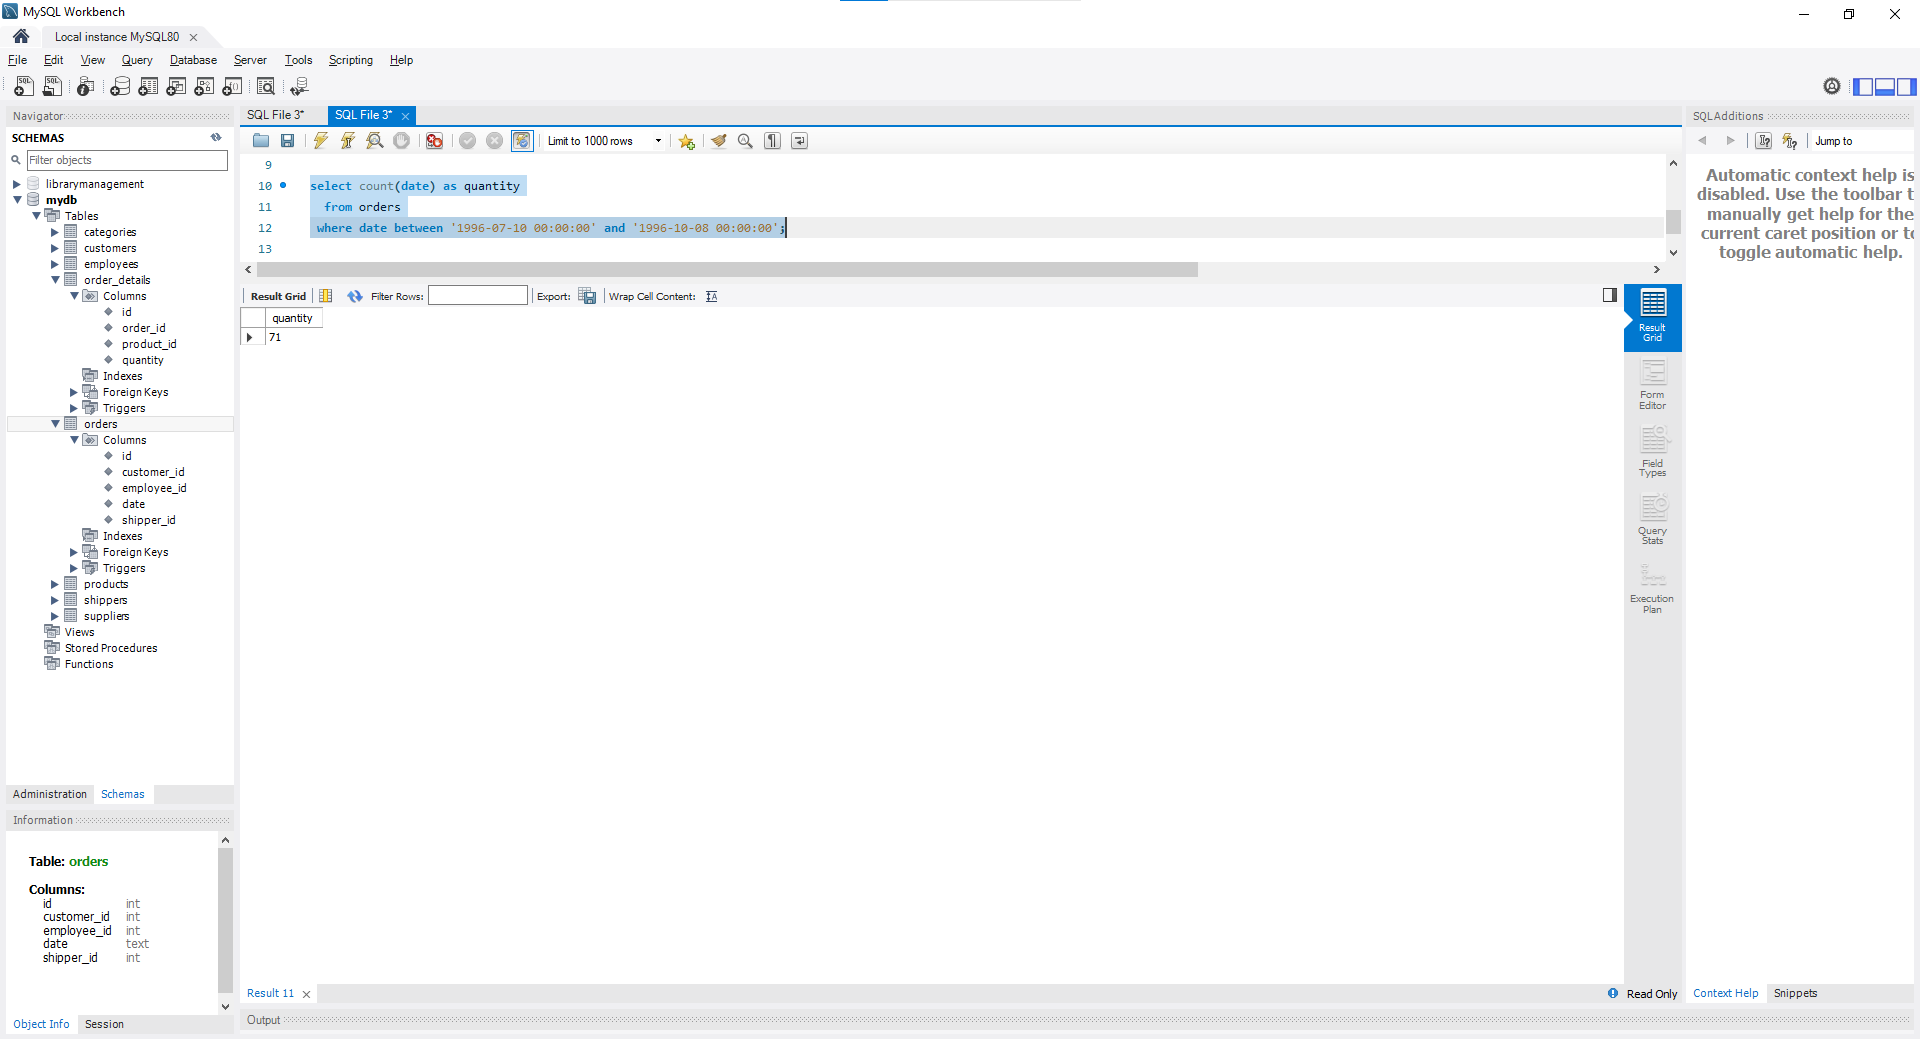 MySQL Workbench
Local instance MySQL80
File Edit View Query Database Server Tools Scripting Help
Navigator
SCHEMAS
Filter objects
librarymanagement
mydb
Tables
categories
customers
employees
order_details
Columns
id
order_id
product_id
quantity
Indexes
Foreign Keys
Triggers
orders
Columns
id
customer_id
employee_id
date
shipper_id
Indexes
Foreign Keys
Triggers
products
shippers
suppliers
Views
Stored Procedures
Functions
Administration Schemas
Information
Table: orders
Columns:
id int
customer_id int
employee_id int
date text
shipper_id int
Object Info Session
SQL File 3* SQL File 3*
Limit to 1000 rows
9
10 select count(date) as quantity
11 from orders
12 where date between '1996-07-10 00:00:00' and '1996-10-08 00:00:00';
13
Result Grid Filter Rows: Export: Wrap Cell Content:
quantity
71
Result Grid
Form Editor
Field Types
Query Stats
Execution Plan
Result 11
Read Only
Output
SQLAdditions
Jump to
Automatic context help is
disabled. Use the toolbar t
manually get help for the
current caret position or to
toggle automatic help.
Context Help Snippets